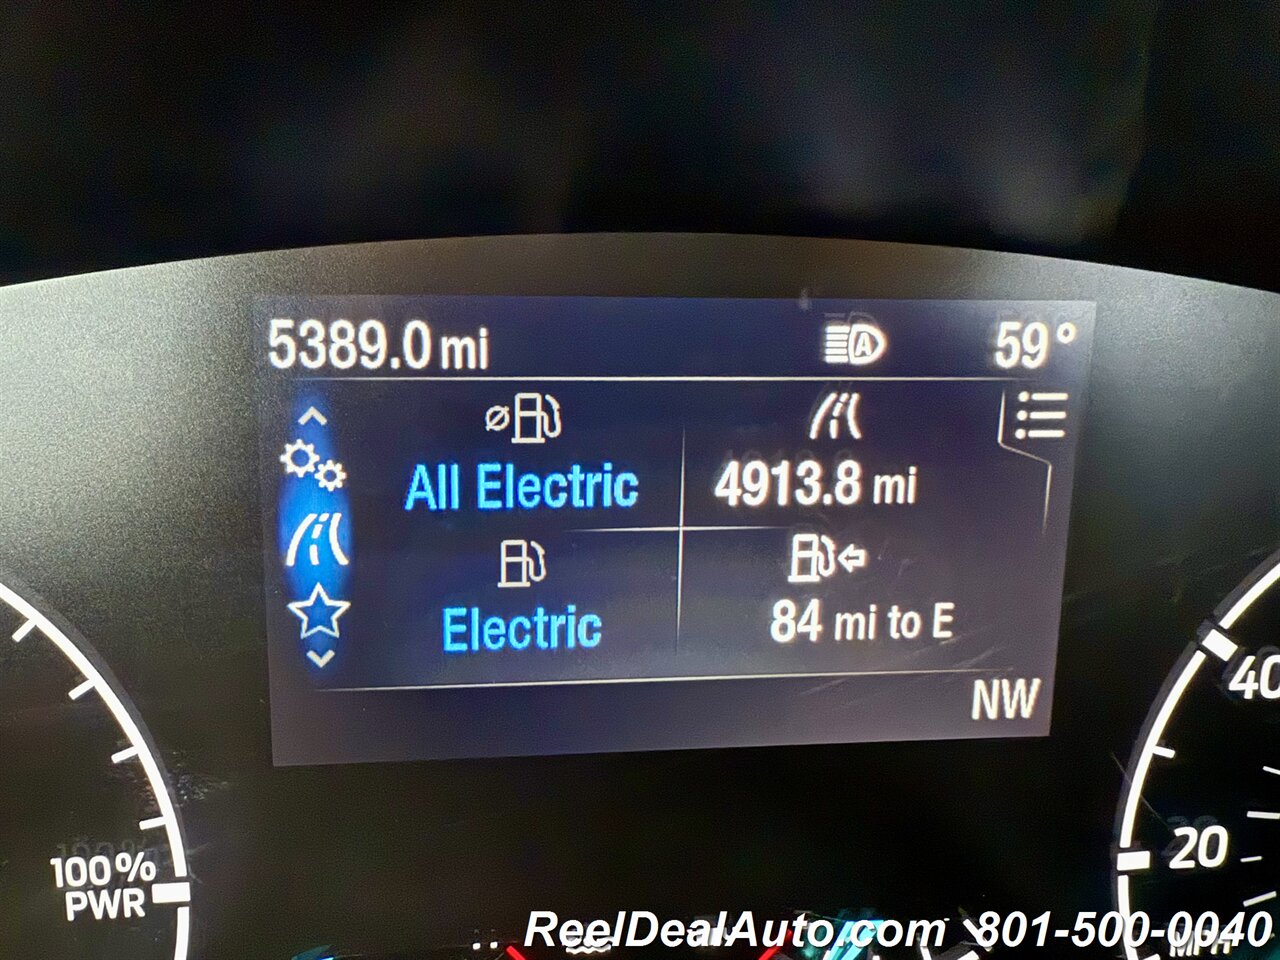 5389.0 mi
59°
All Electric
4913.8 mi
Electric
84 mi to E
NW
40
20
100%
PWR
MPH
ReelDealAuto.com 801-500-0040